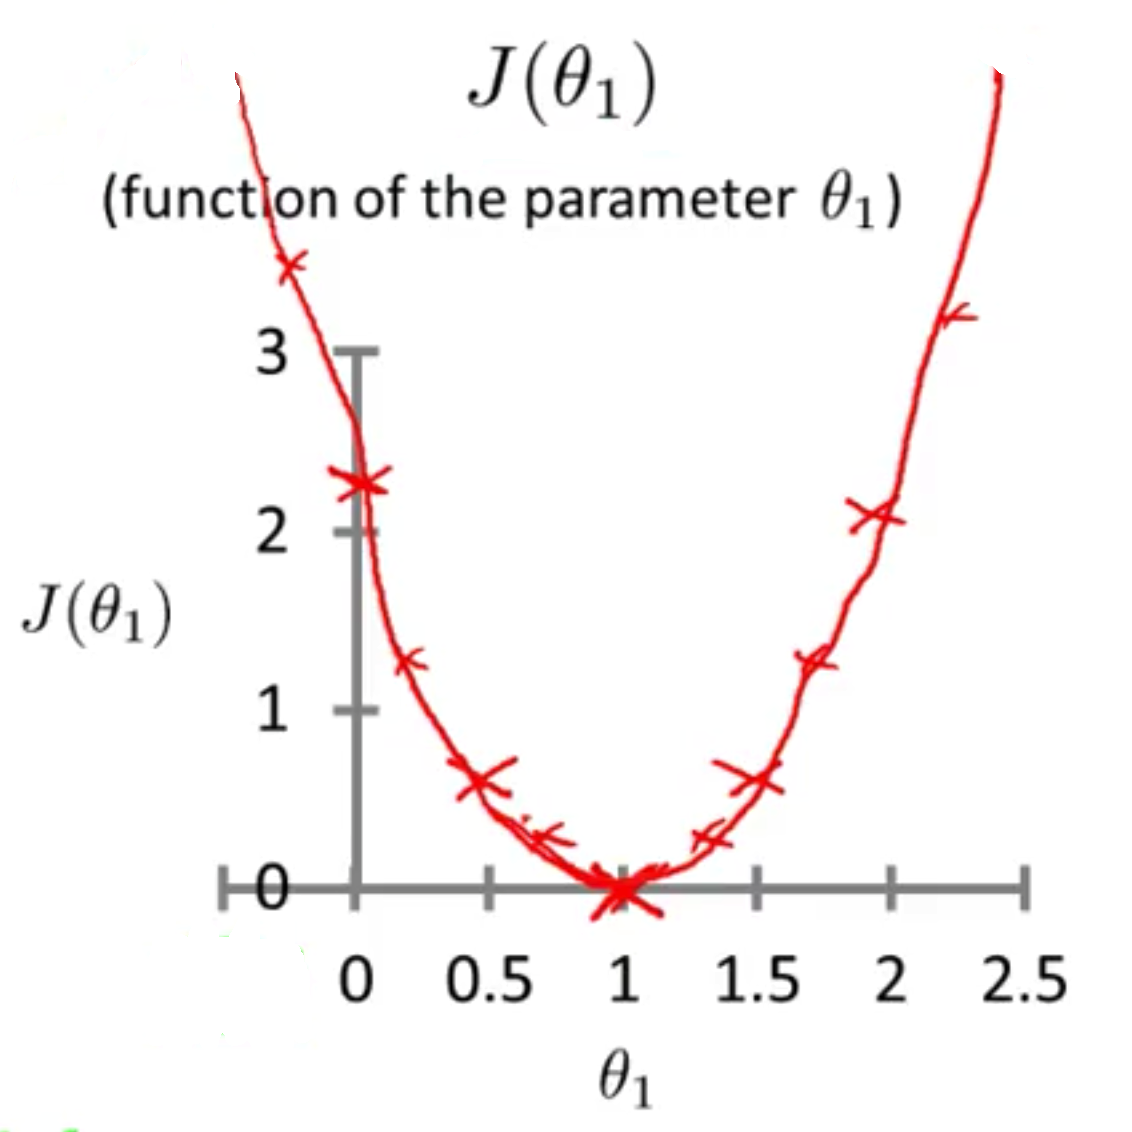 J(θ₁)
(function of the parameter θ₁)
3
2
J(θ₁)
1
0
0 0.5 1 1.5 2 2.5
θ₁